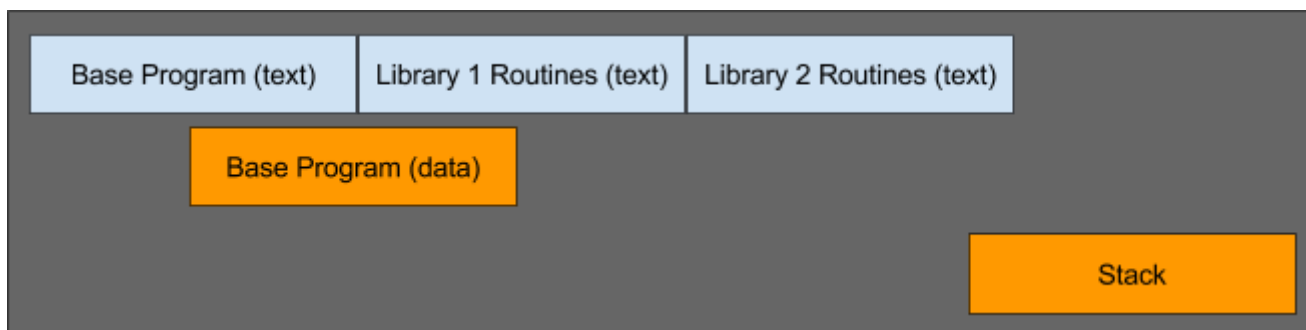 Base Program (text)
Library 1 Routines (text)
Library 2 Routines (text)
Base Program (data)
Stack